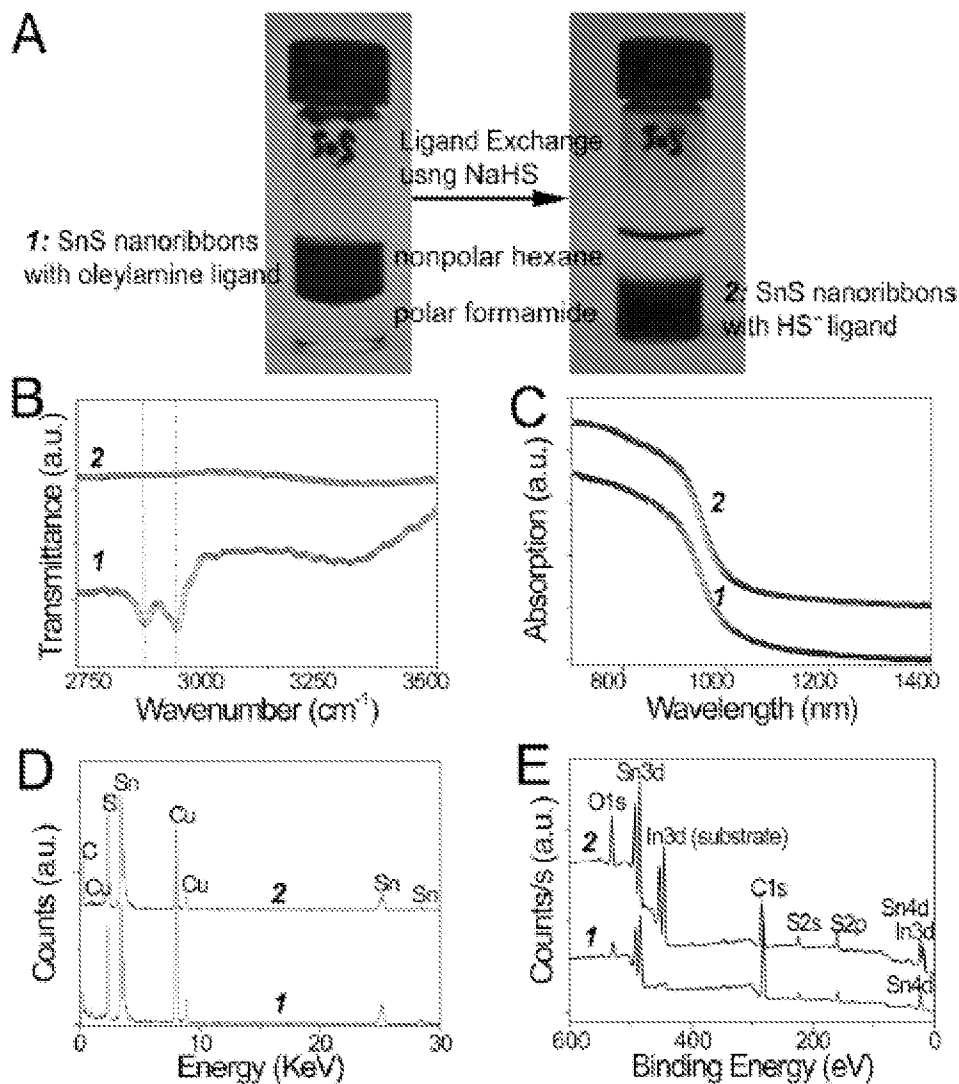 A
SnS
SnS
Ligand Exchange
usng NaHS
1: SnS nanoribbons
with oleylamine ligand
nonpolar hexane
polar formamide
2: SnS nanoribbons
with HS⁻ ligand
B
Transmittance (a.u.)
2
1
2750 3000 3250 3500
Wavenumber (cm⁻¹)
C
Absorption (a.u.)
2
1
800 1000 1200 1400
Wavelength (nm)
D
Counts (a.u.)
C
Cu
S
Sn
Cu
Cu
2
Sn
Sn
1
0 10 20 30
Energy (KeV)
E
Counts/s (a.u.)
Sn3d
O1s
In3d (substrate)
2
C1s
S2s
S2p
Sn4d
In3d
1
Sn4d
600 400 200 0
Binding Energy (eV)